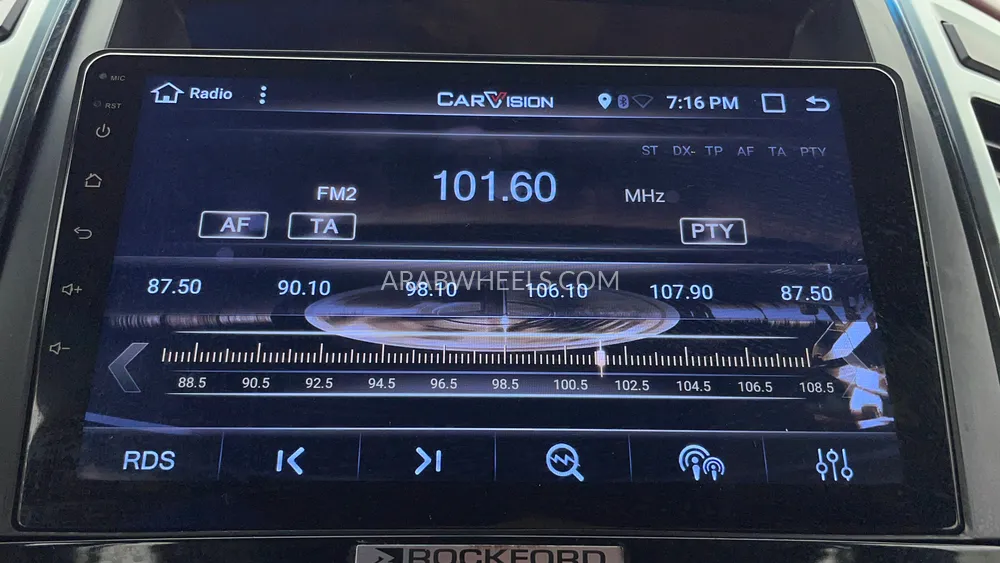 MIC
Radio
CARVISION
7:16 PM
RST
ST DX- TP AF TA PTY
FM2
101.60
MHz
AF
TA
PTY
ARABWHEELS.COM
87.50 90.10 98.10 106.10 107.90 87.50
88.5 90.5 92.5 94.5 96.5 98.5 100.5 102.5 104.5 106.5 108.5
RDS
ROCKFORD